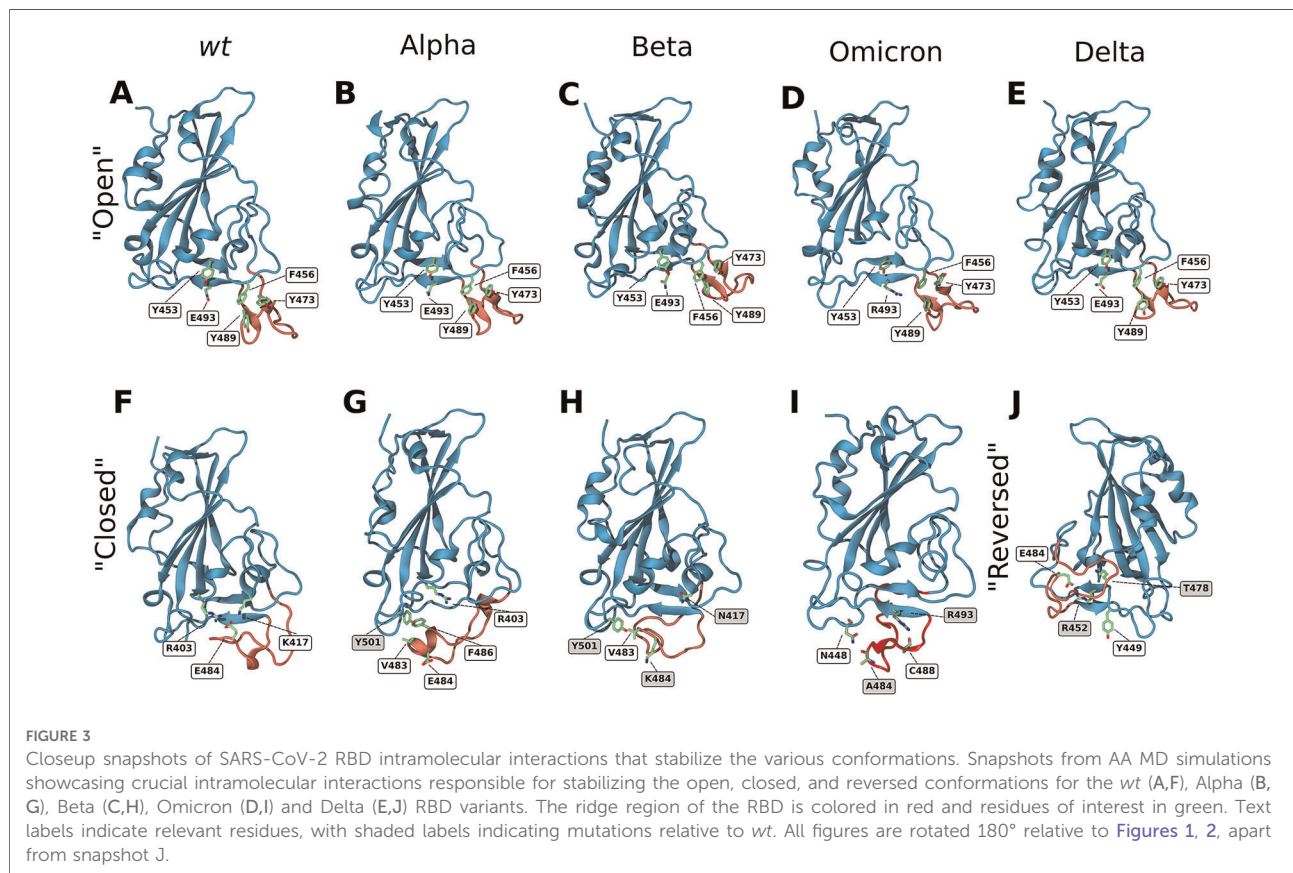 wt
Alpha
Beta
Omicron
Delta
"Open"
A
F456
Y453
E493
Y473
Y489
B
F456
Y453
E493
Y473
Y489
C
Y473
Y453
E493
F456
Y489
D
F456
Y453
R493
Y473
Y489
E
F456
Y453
E493
Y473
Y489
"Closed"
F
R403
K417
E484
G
Y501
R403
V483
F486
E484
H
N417
Y501
V483
K484
I
R493
N448
C488
A484
"Reversed"
J
E484
T478
R452
Y449
FIGURE 3
Closeup snapshots of SARS-CoV-2 RBD intramolecular interactions that stabilize the various conformations. Snapshots from AA MD simulations
showcasing crucial intramolecular interactions responsible for stabilizing the open, closed, and reversed conformations for the wt (A,F), Alpha (B,
G), Beta (C,H), Omicron (D,I) and Delta (E,J) RBD variants. The ridge region of the RBD is colored in red and residues of interest in green. Text
labels indicate relevant residues, with shaded labels indicating mutations relative to wt. All figures are rotated 180° relative to Figures 1, 2, apart
from snapshot J.